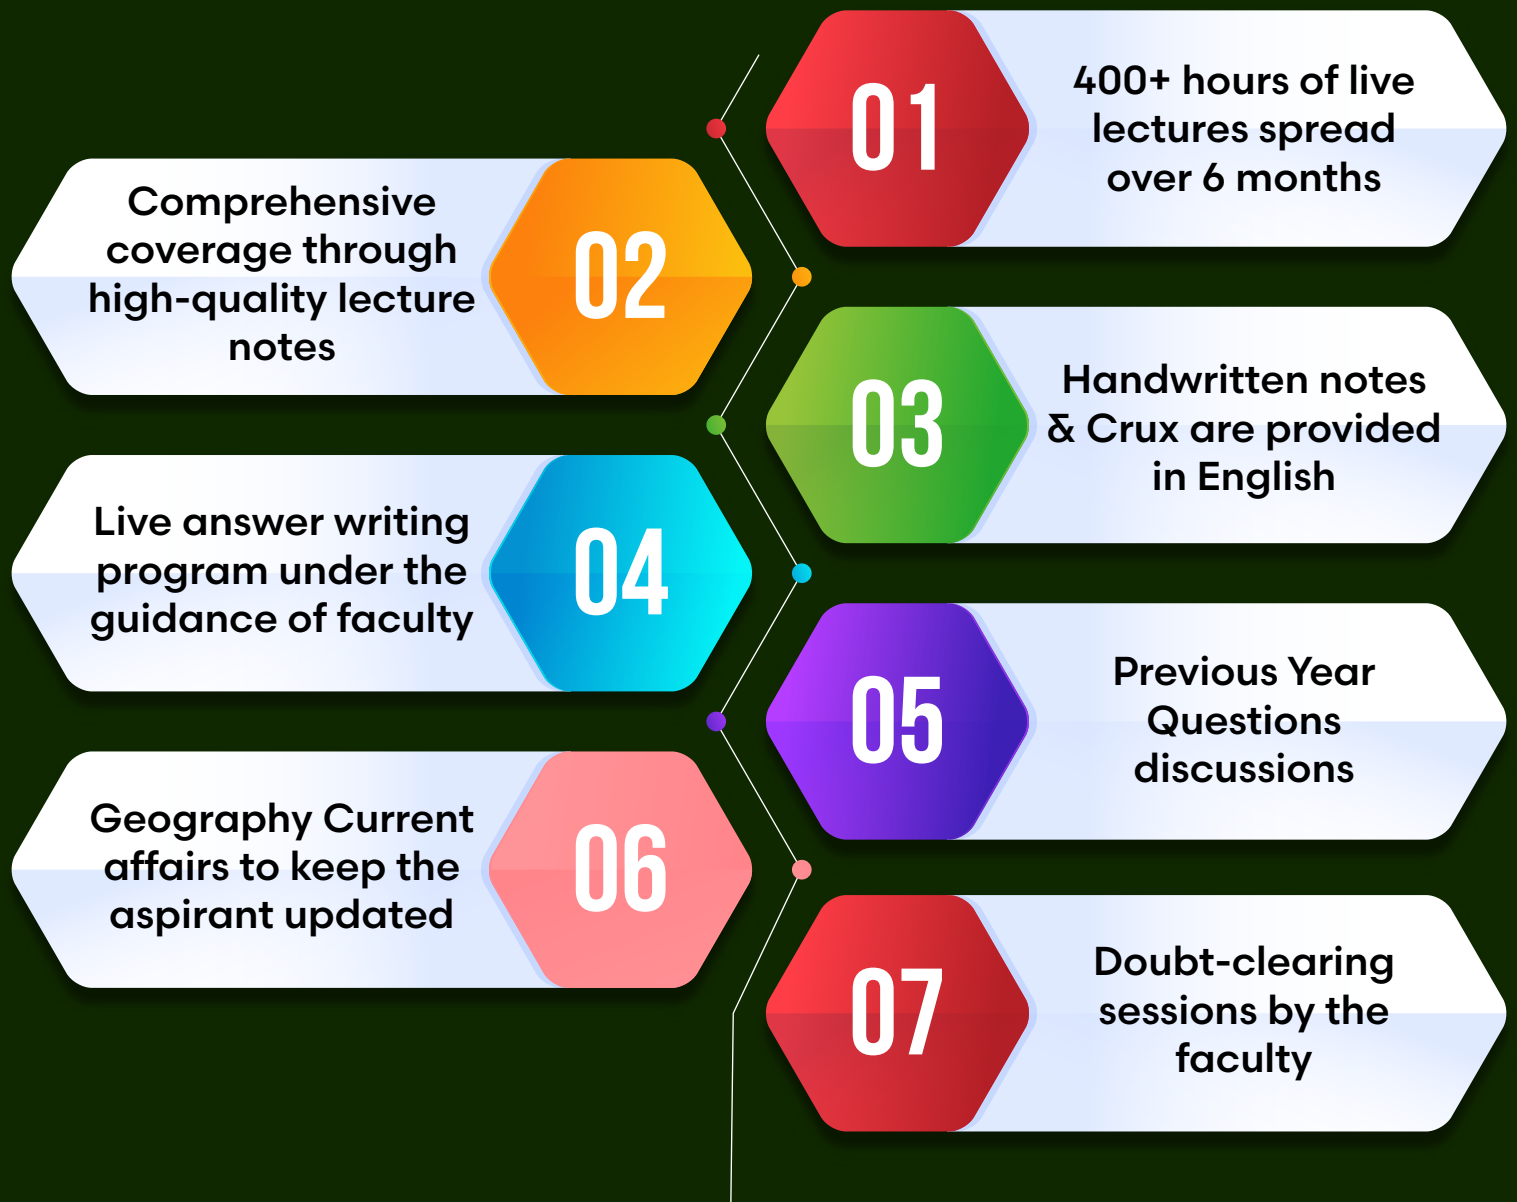 01
400+ hours of live
lectures spread
over 6 months
02
Comprehensive
coverage through
high-quality lecture
notes
03
Handwritten notes
& Crux are provided
in English
04
Live answer writing
program under the
guidance of faculty
05
Previous Year
Questions
discussions
06
Geography Current
affairs to keep the
aspirant updated
07
Doubt-clearing
sessions by the
faculty